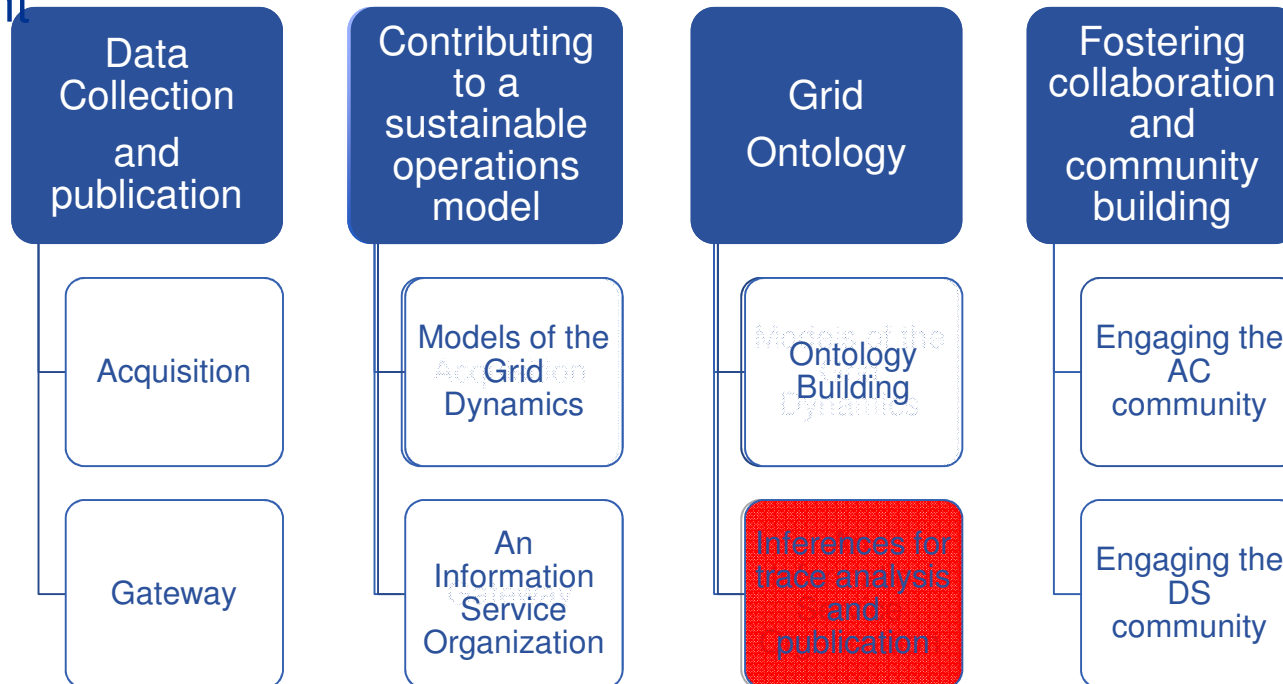 Data
Collection
and
publication
Acquisition
Gateway
Contributing
to a
sustainable
operations
model
Models of the
Grid
Dynamics
An
Information
Service
Organization
Grid
Ontology
Ontology
Building
Inferences for
trace analysis
and
publication
Fostering
collaboration
and
community
building
Engaging the
AC
community
Engaging the
DS
community